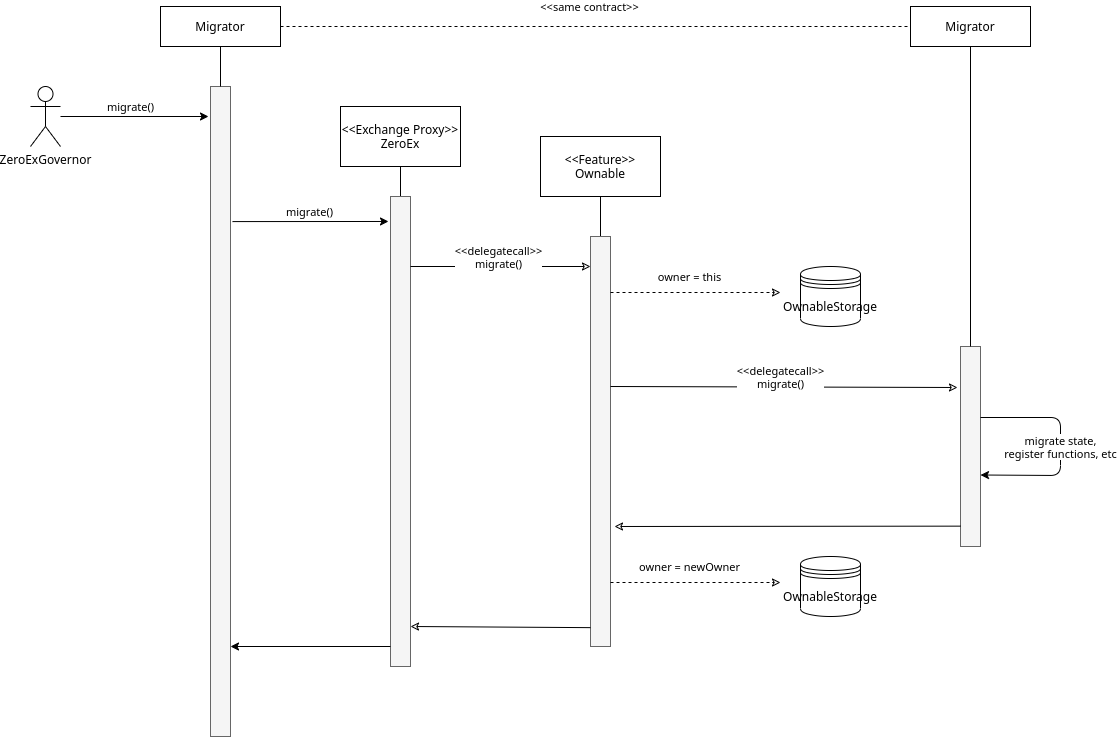 <<same contract>>
Migrator
Migrator
migrate()
ZeroExGovernor
<<Exchange Proxy>>
ZeroEx
<<Feature>>
Ownable
migrate()
<<delegatecall>>
migrate()
owner = this
OwnableStorage
<<delegatecall>>
migrate()
migrate state,
register functions, etc
owner = newOwner
OwnableStorage